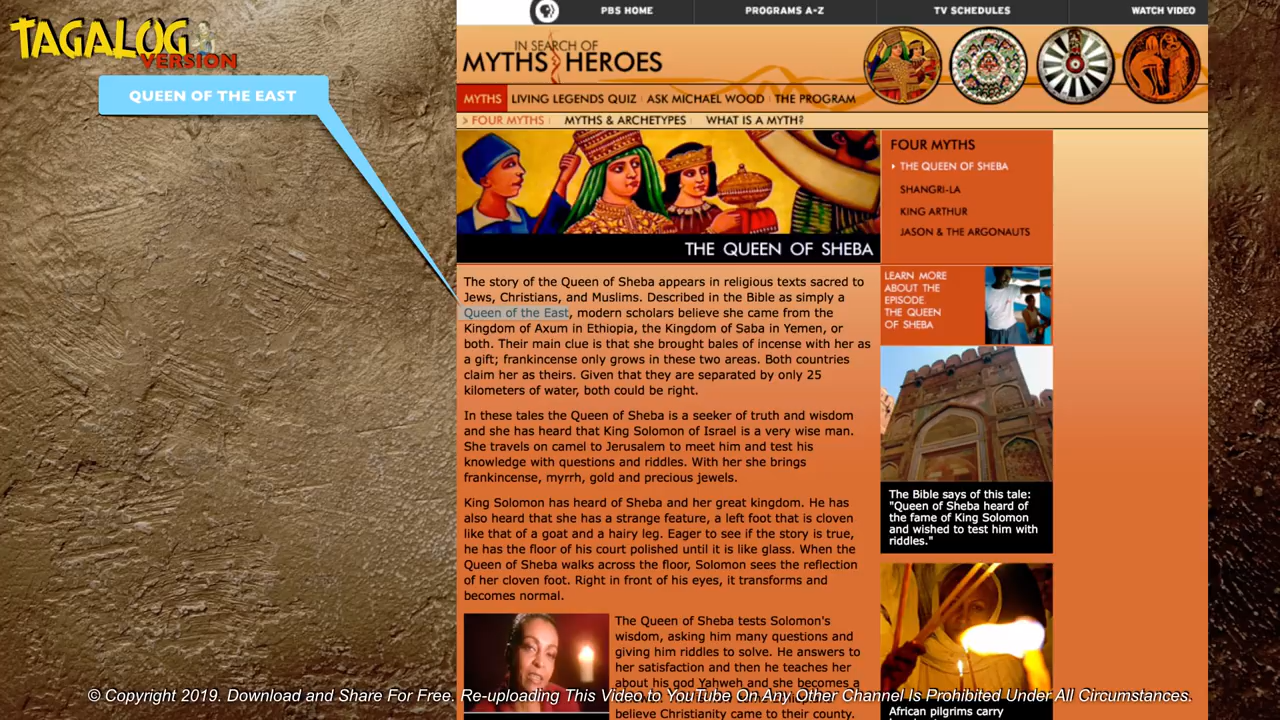 TAGALOG
VERSION
QUEEN OF THE EAST
PBS HOME
PROGRAMS A-Z
TV SCHEDULES
WATCH VIDEO
IN SEARCH OF
MYTHS HEROES
MYTHS
LIVING LEGENDS QUIZ
ASK MICHAEL WOOD
THE PROGRAM
> FOUR MYTHS
MYTHS & ARCHETYPES
WHAT IS A MYTH?
THE QUEEN OF SHEBA
The story of the Queen of Sheba appears in religious texts sacred to
Jews, Christians, and Muslims. Described in the Bible as simply a
Queen of the East, modern scholars believe she came from the
Kingdom of Axum in Ethiopia, the Kingdom of Saba in Yemen, or
both. Their main clue is that she brought bales of incense with her as
a gift; frankincense only grows in these two areas. Both countries
claim her as theirs. Given that they are separated by only 25
kilometers of water, both could be right.
In these tales the Queen of Sheba is a seeker of truth and wisdom
and she has heard that King Solomon of Israel is a very wise man.
She travels on camel to Jerusalem to meet him and test his
knowledge with questions and riddles. With her she brings
frankincense, myrrh, gold and precious jewels.
King Solomon has heard of Sheba and her great kingdom. He has
also heard that she has a strange feature, a left foot that is cloven
like that of a goat and a hairy leg. Eager to see if the story is true,
he has the floor of his court polished until it is like glass. When the
Queen of Sheba walks across the floor, Solomon sees the reflection
of her cloven foot. Right in front of his eyes, it transforms and
becomes normal.
The Queen of Sheba tests Solomon's
wisdom, asking him many questions and
giving him riddles to solve. He answers to
her satisfaction and then he teaches her
about his god Yahweh and she becomes a
believe Christianity came to their county.
FOUR MYTHS
THE QUEEN OF SHEBA
SHANGRI-LA
KING ARTHUR
JASON & THE ARGONAUTS
LEARN MORE
ABOUT THE
EPISODE.
THE QUEEN
OF SHEBA
The Bible says of this tale:
"Queen of Sheba heard of
the fame of King Solomon
and wished to test him with
riddles."
African pilgrims carry
© Copyright 2019. Download and Share For Free. Re-uploading This Video to YouTube On Any Other Channel Is Prohibited Under All Circumstances.